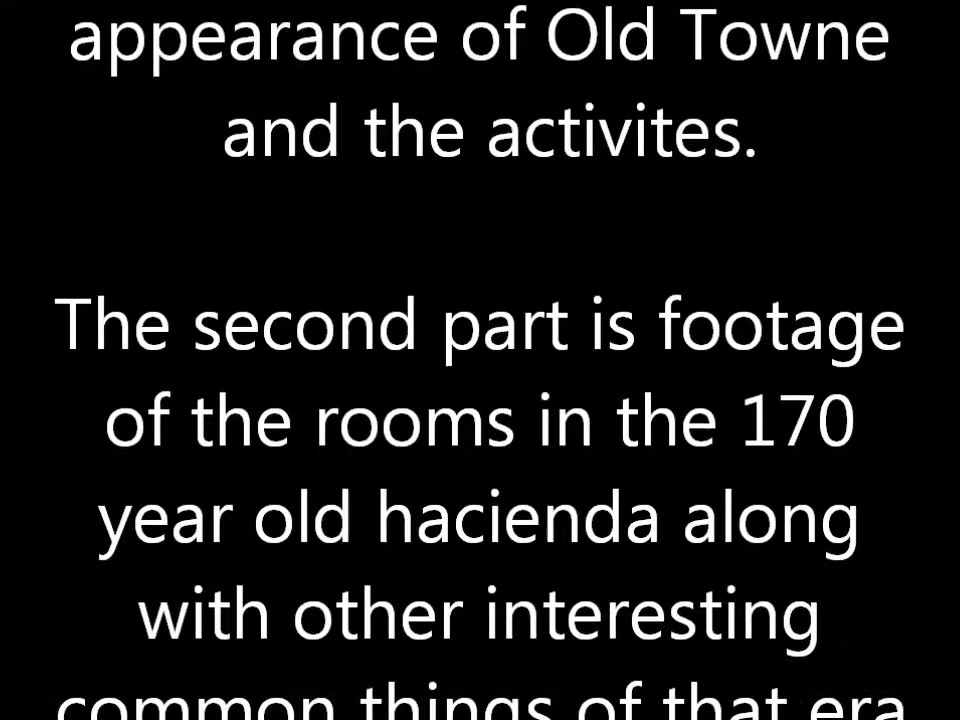 appearance of Old Towne
and the activites.
The second part is footage
of the rooms in the 170
year old hacienda along
with other interesting
common things of that era